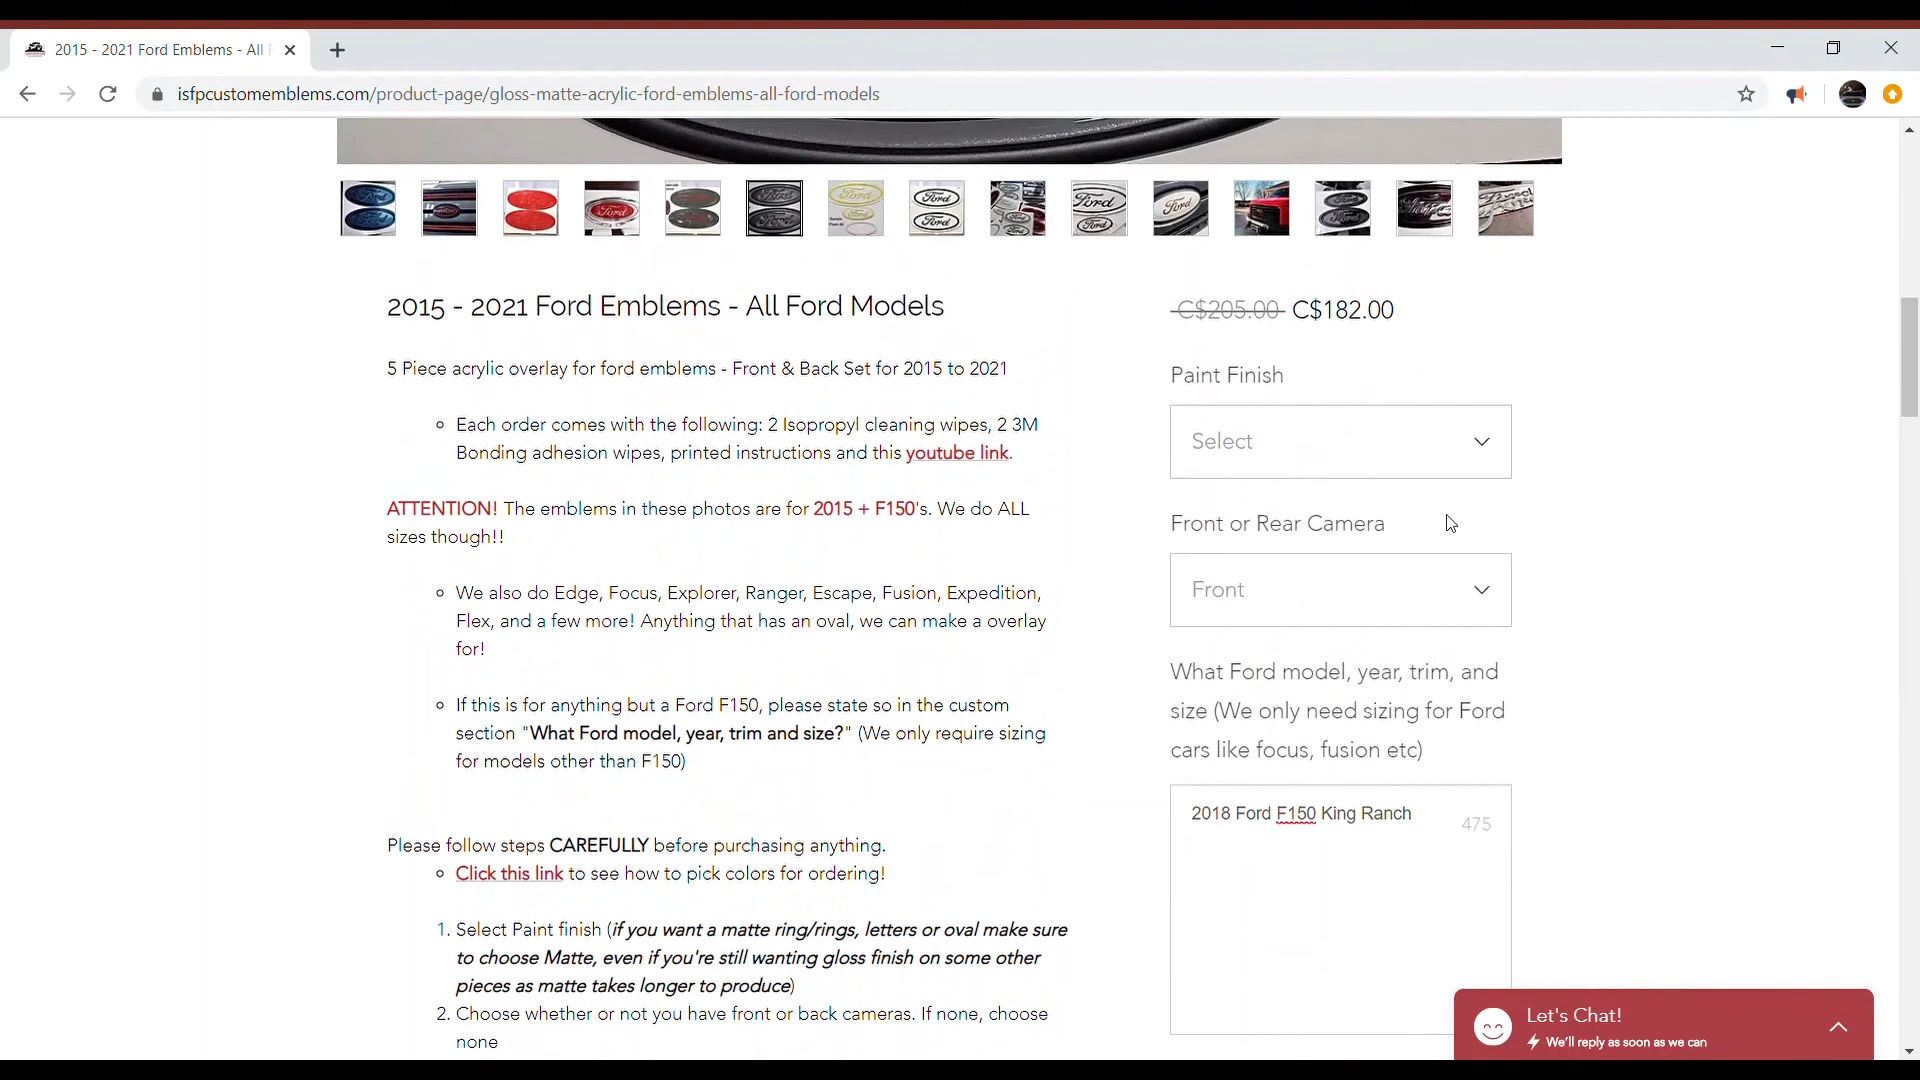 2015 - 2021 Ford Emblems - All F
isfpcustomemblems.com/product-page/gloss-matte-acrylic-ford-emblems-all-ford-models
2015 - 2021 Ford Emblems - All Ford Models
5 Piece acrylic overlay for ford emblems - Front & Back Set for 2015 to 2021
Each order comes with the following: 2 Isopropyl cleaning wipes, 2 3M
Bonding adhesion wipes, printed instructions and this youtube link.
ATTENTION! The emblems in these photos are for 2015 + F150's. We do ALL
sizes though!!
We also do Edge, Focus, Explorer, Ranger, Escape, Fusion, Expedition,
Flex, and a few more! Anything that has an oval, we can make a overlay
for!
If this is for anything but a Ford F150, please state so in the custom
section "What Ford model, year, trim and size?" (We only require sizing
for models other than F150)
Please follow steps CAREFULLY before purchasing anything.
Click this link to see how to pick colors for ordering!
1. Select Paint finish (if you want a matte ring/rings, letters or oval make sure
to choose Matte, even if you're still wanting gloss finish on some other
pieces as matte takes longer to produce)
2. Choose whether or not you have front or back cameras. If none, choose
none
C$205.00 C$182.00
Paint Finish
Select
Front or Rear Camera
Front
What Ford model, year, trim, and
size (We only need sizing for Ford
cars like focus, fusion etc)
2018 Ford F150 King Ranch
475
Let's Chat!
We'll reply as soon as we can